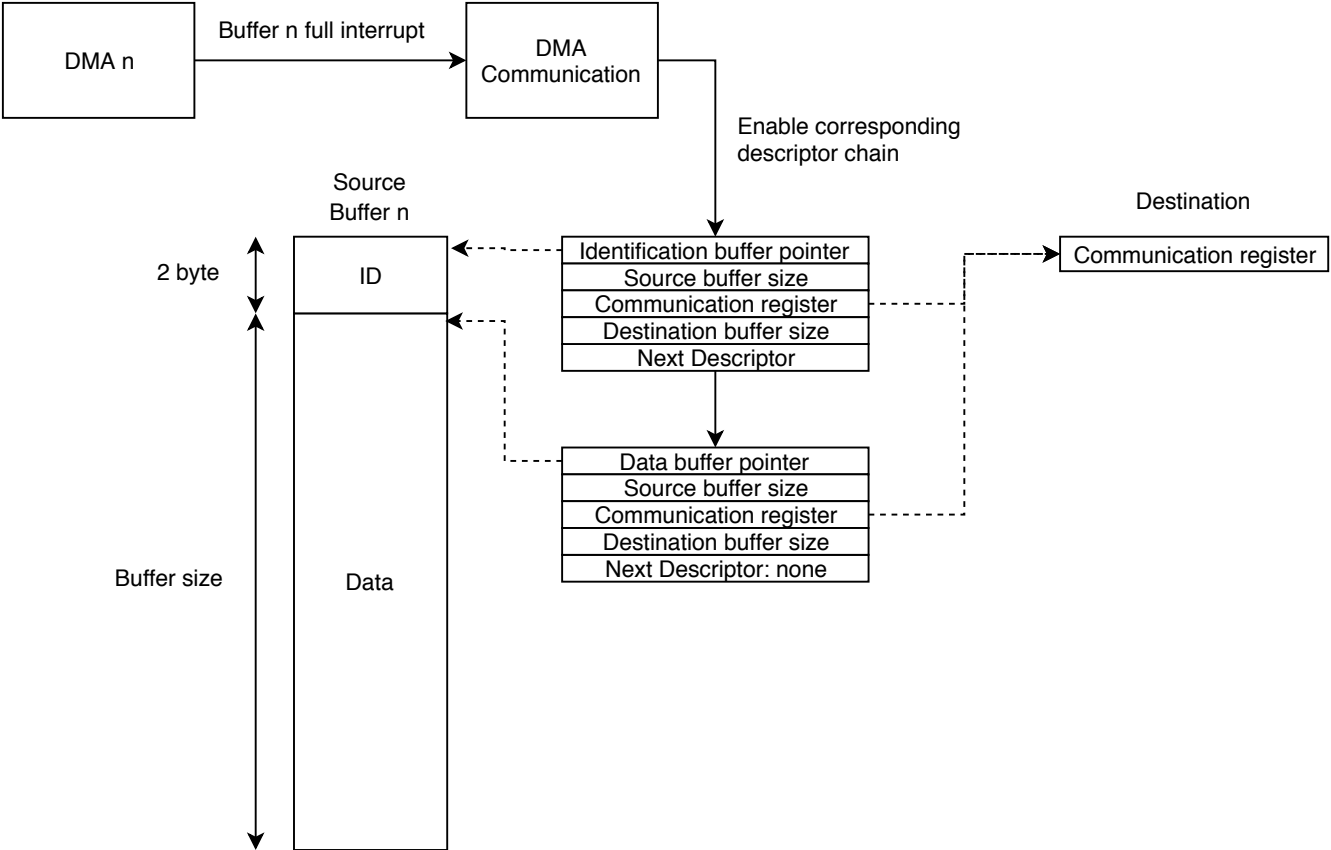 DMA n
Buffer n full interrupt
DMA
Communication
Enable corresponding
descriptor chain
Source
Buffer n
Destination
2 byte
ID
Identification buffer pointer
Source buffer size
Communication register
Destination buffer size
Next Descriptor
Communication register
Buffer size
Data
Data buffer pointer
Source buffer size
Communication register
Destination buffer size
Next Descriptor: none